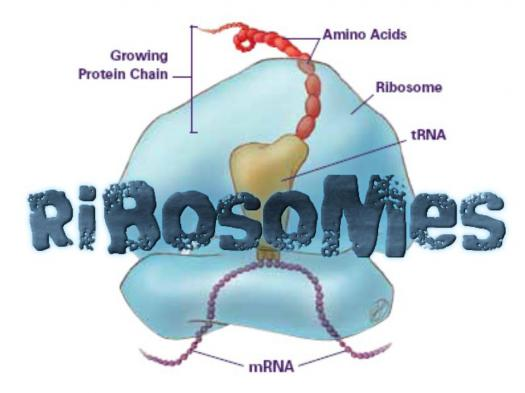 Amino Acids
Growing
Protein Chain
Ribosome
tRNA
RiBosoMes
mRNA